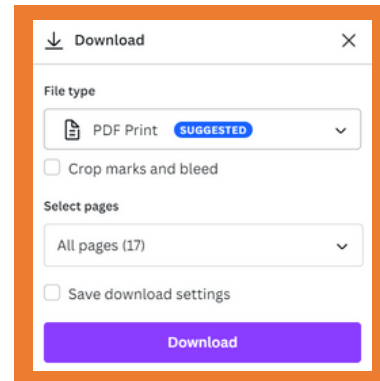 Download
File type
PDF Print SUGGESTED
Crop marks and bleed
Select pages
All pages (17)
Save download settings
Download